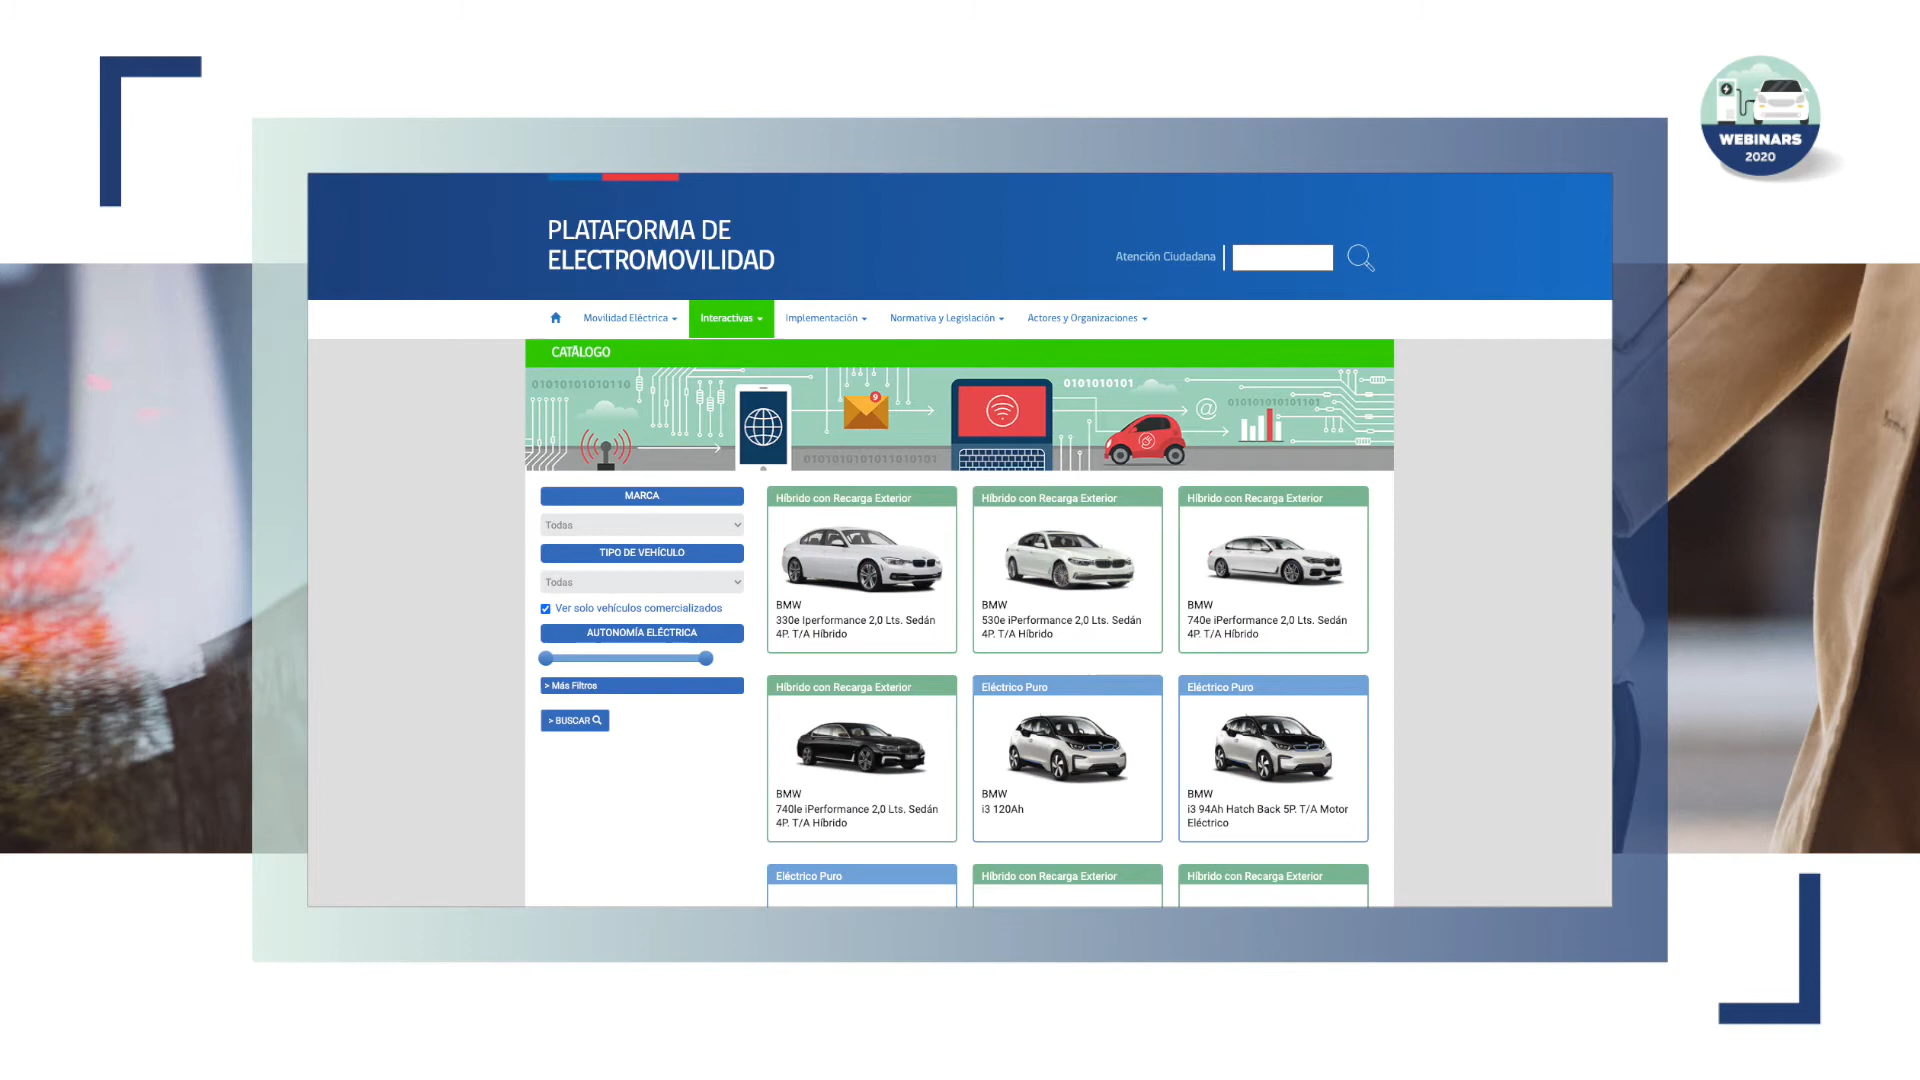 WEBINARS
2020
PLATAFORMA DE
ELECTROMOVILIDAD
Atención Ciudadana
Movilidad Eléctrica
Interactivas
Implementación
Normativa y Legislación
Actores y Organizaciones
CATÁLOGO
01010101010110
9
0101010101
@
010101010101101
0101010101011010101
MARCA
Todas
TIPO DE VEHÍCULO
Todas
Ver solo vehículos comercializados
AUTONOMÍA ELÉCTRICA
> Más Filtros
> BUSCAR
Híbrido con Recarga Exterior
BMW
330e Iperformance 2,0 Lts. Sedán
4P. T/A Híbrido
Híbrido con Recarga Exterior
BMW
530e iPerformance 2,0 Lts. Sedán
4P. T/A Híbrido
Híbrido con Recarga Exterior
BMW
740e iPerformance 2,0 Lts. Sedán
4P. T/A Híbrido
Híbrido con Recarga Exterior
BMW
740le iPerformance 2,0 Lts. Sedán
4P. T/A Híbrido
Eléctrico Puro
BMW
i3 120Ah
Eléctrico Puro
BMW
i3 94Ah Hatch Back 5P. T/A Motor
Eléctrico
Eléctrico Puro
Híbrido con Recarga Exterior
Híbrido con Recarga Exterior